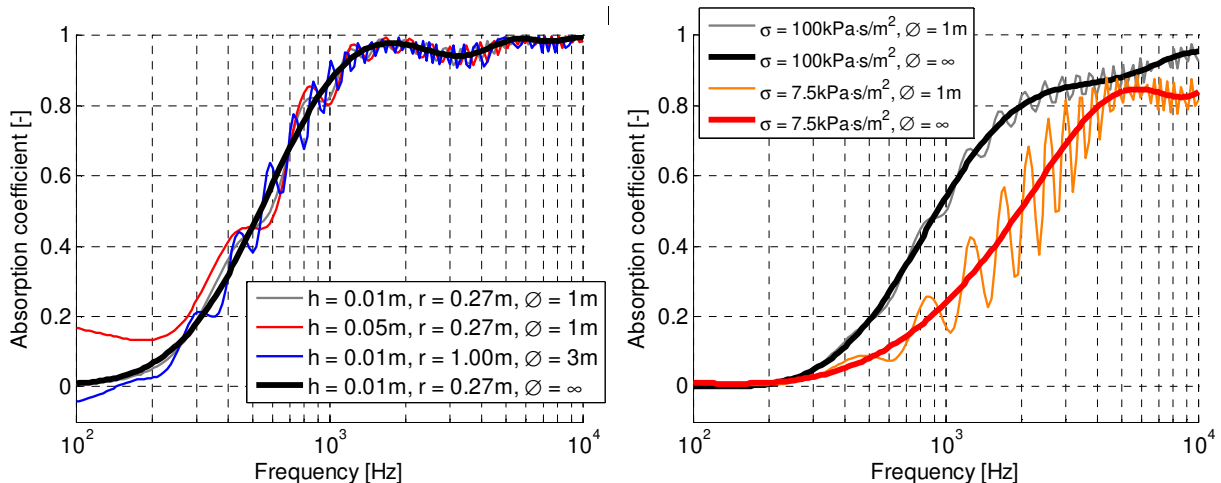 1
0.8
0.6
0.4
0.2
0
Absorption coefficient [-]
h = 0.01m, r = 0.27m, ∅ = 1m
h = 0.05m, r = 0.27m, ∅ = 1m
h = 0.01m, r = 1.00m, ∅ = 3m
h = 0.01m, r = 0.27m, ∅ = ∞
10² 10³ 10⁴
Frequency [Hz]
σ = 100kPa·s/m², ∅ = 1m
σ = 100kPa·s/m², ∅ = ∞
σ = 7.5kPa·s/m², ∅ = 1m
σ = 7.5kPa·s/m², ∅ = ∞
1
0.8
0.6
0.4
0.2
0
Absorption coefficient [-]
10² 10³ 10⁴
Frequency [Hz]